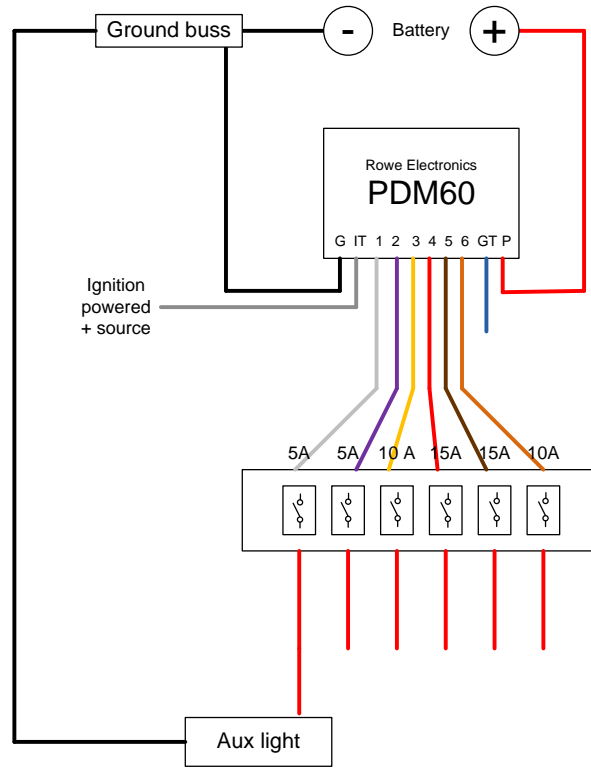 Ground buss
-
Battery
+
Rowe Electronics
PDM60
G IT 1 2 3 4 5 6 GT P
Ignition
powered
+ source
5A 5A 10 A 15A 15A 10A
Aux light